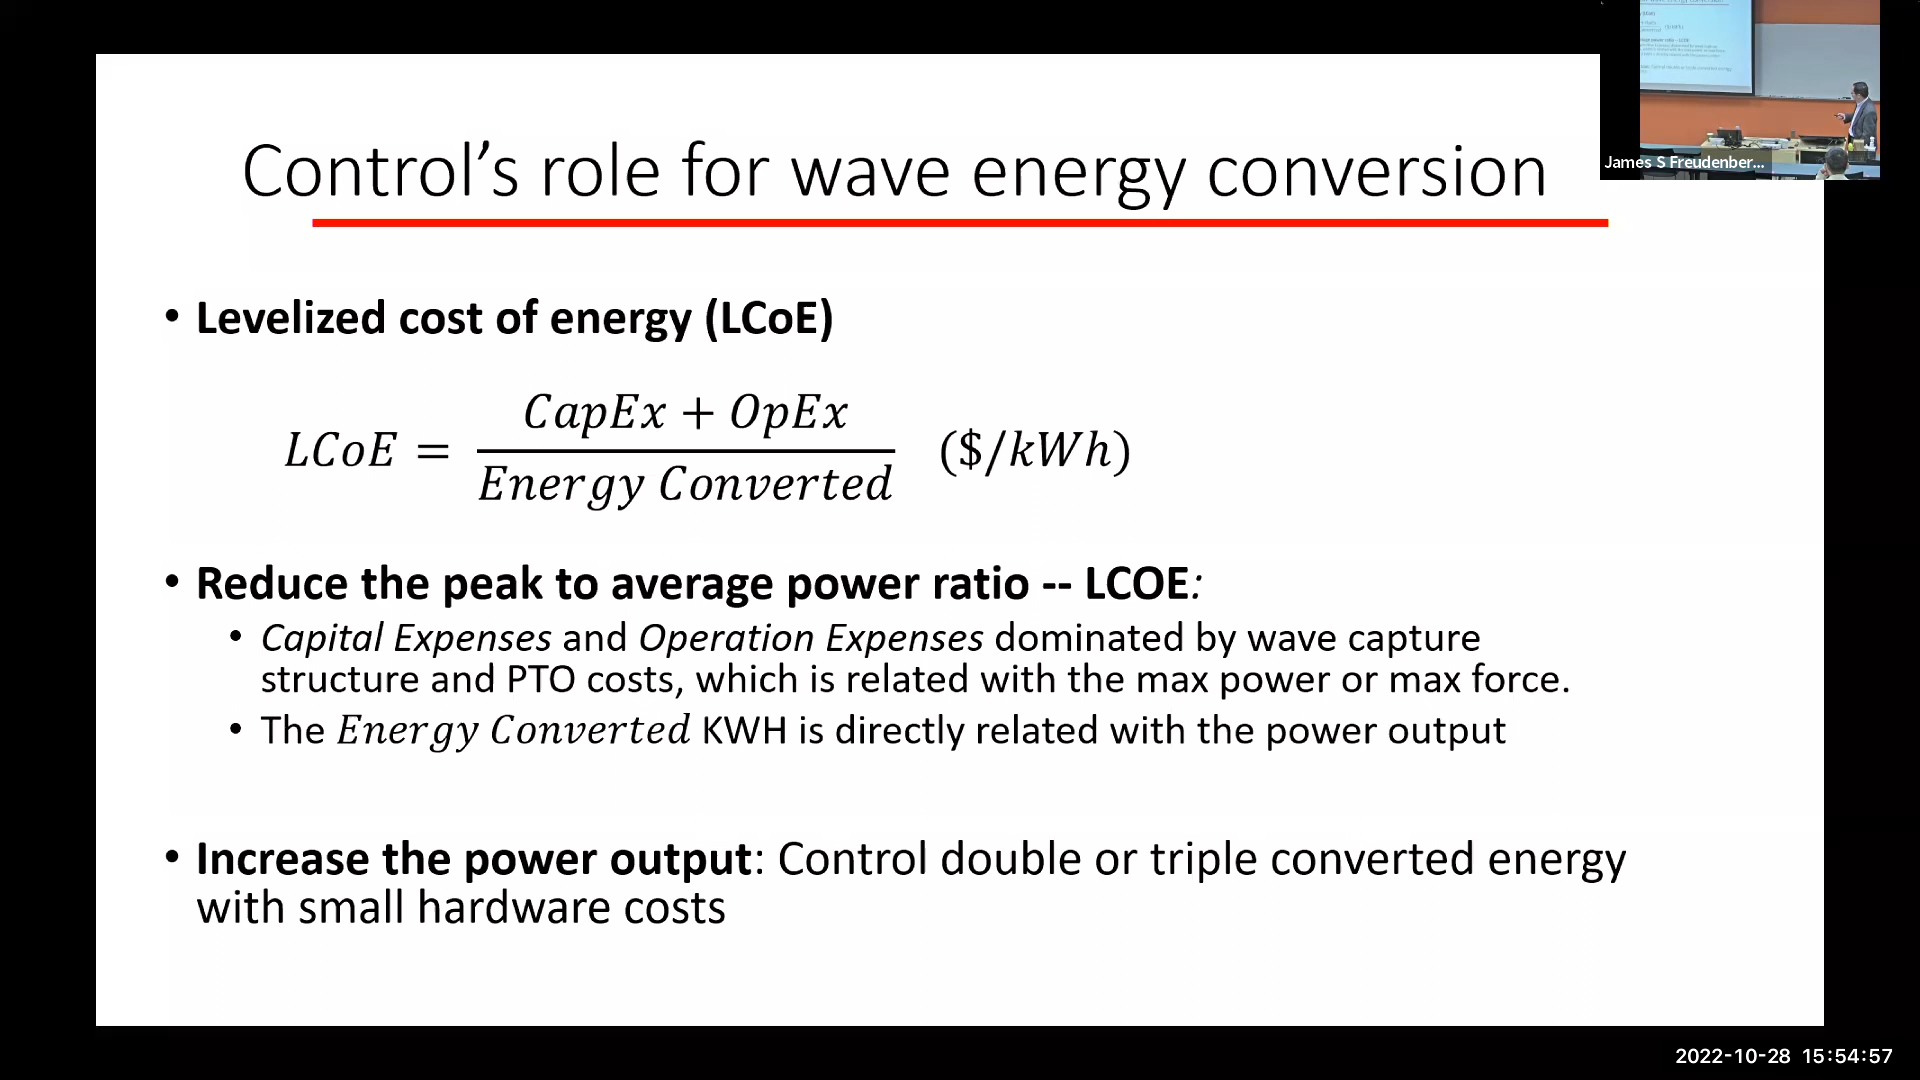 Control’s role for wave energy conversion
James S Freudenber...
• Levelized cost of energy (LCoE)
LCoE = CapEx + OpEx / Energy Converted ($/kWh)
• Reduce the peak to average power ratio -- LCOE:
• Capital Expenses and Operation Expenses dominated by wave capture
structure and PTO costs, which is related with the max power or max force.
• The Energy Converted KWH is directly related with the power output
• Increase the power output: Control double or triple converted energy
with small hardware costs
2022-10-28 15:54:57